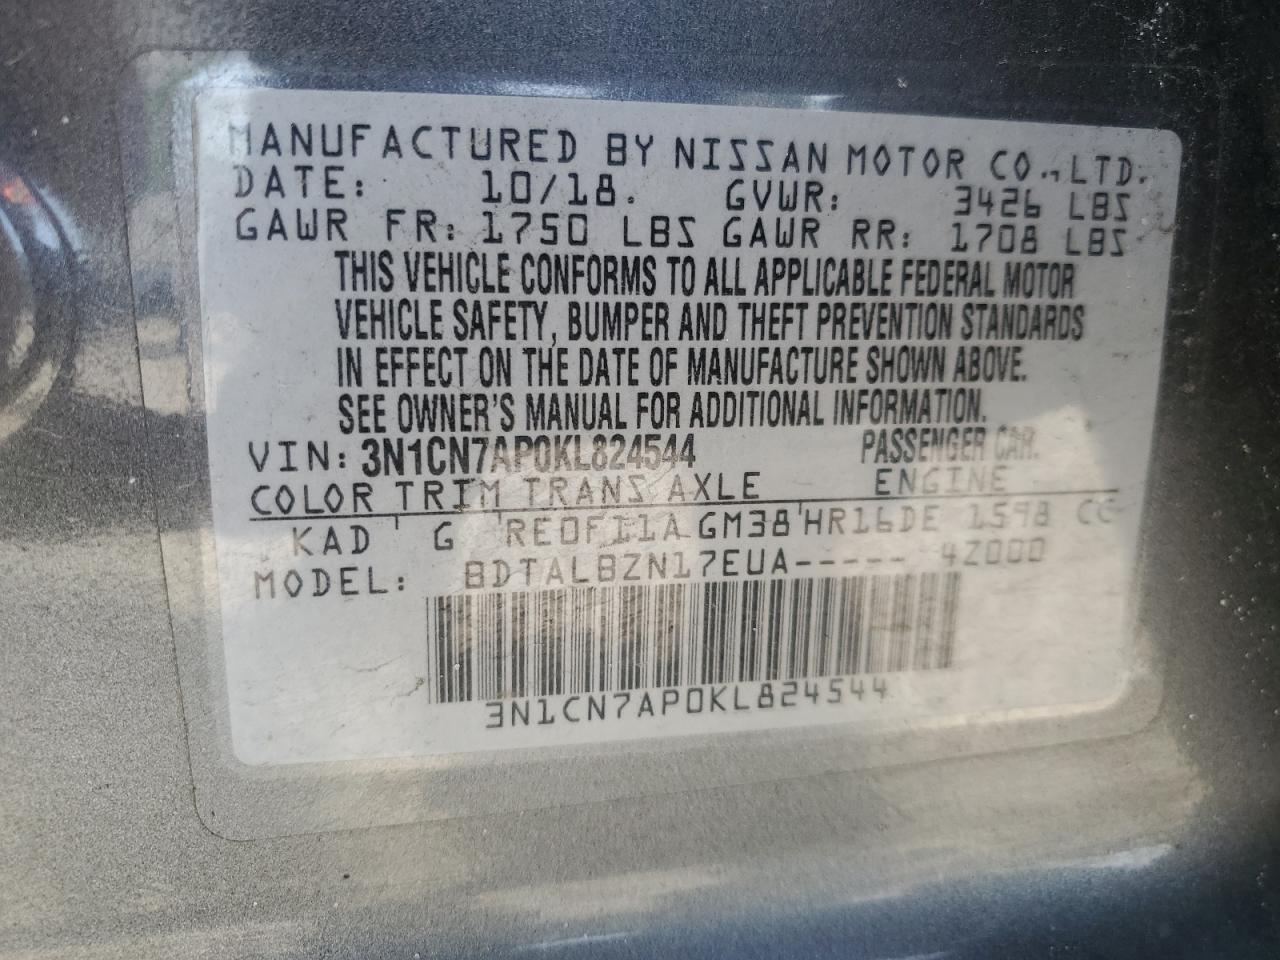 MANUFACTURED BY NISSAN MOTOR CO., LTD.
DATE: 10/18. GVWR: 3426 LBS
GAWR FR: 1750 LBS GAWR RR: 1708 LBS
THIS VEHICLE CONFORMS TO ALL APPLICABLE FEDERAL MOTOR
VEHICLE SAFETY, BUMPER AND THEFT PREVENTION STANDARDS
IN EFFECT ON THE DATE OF MANUFACTURE SHOWN ABOVE.
SEE OWNER'S MANUAL FOR ADDITIONAL INFORMATION.
VIN: 3N1CN7AP0KL824544 PASSENGER CAR.
COLOR TRIM TRANS AXLE ENGINE
KAD ' G ' RE0F11A GM38 ' HR16DE 1598 CC
MODEL: BDTALBZN17EUA----- 4Z000
3N1CN7AP0KL824544